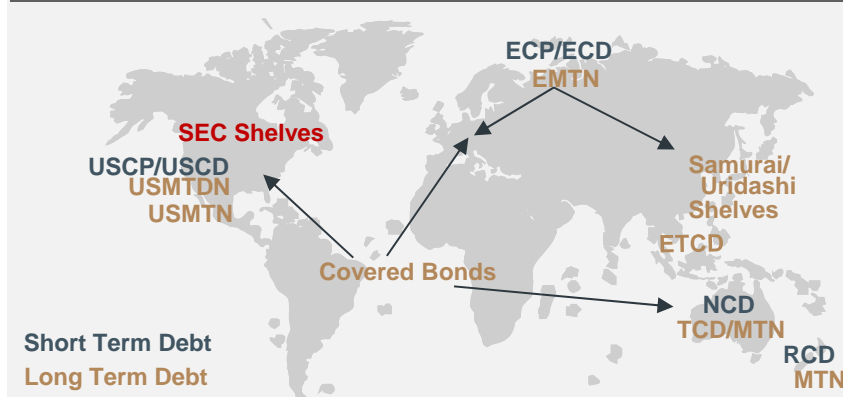 ECP/ECD
EMTN
SEC Shelves
USCP/USCD
USMTDN
USMTN
Samurai/
Uridashi
Shelves
ETCD
Covered Bonds
NCD
TCD/MTN
RCD
MTN
Short Term Debt
Long Term Debt